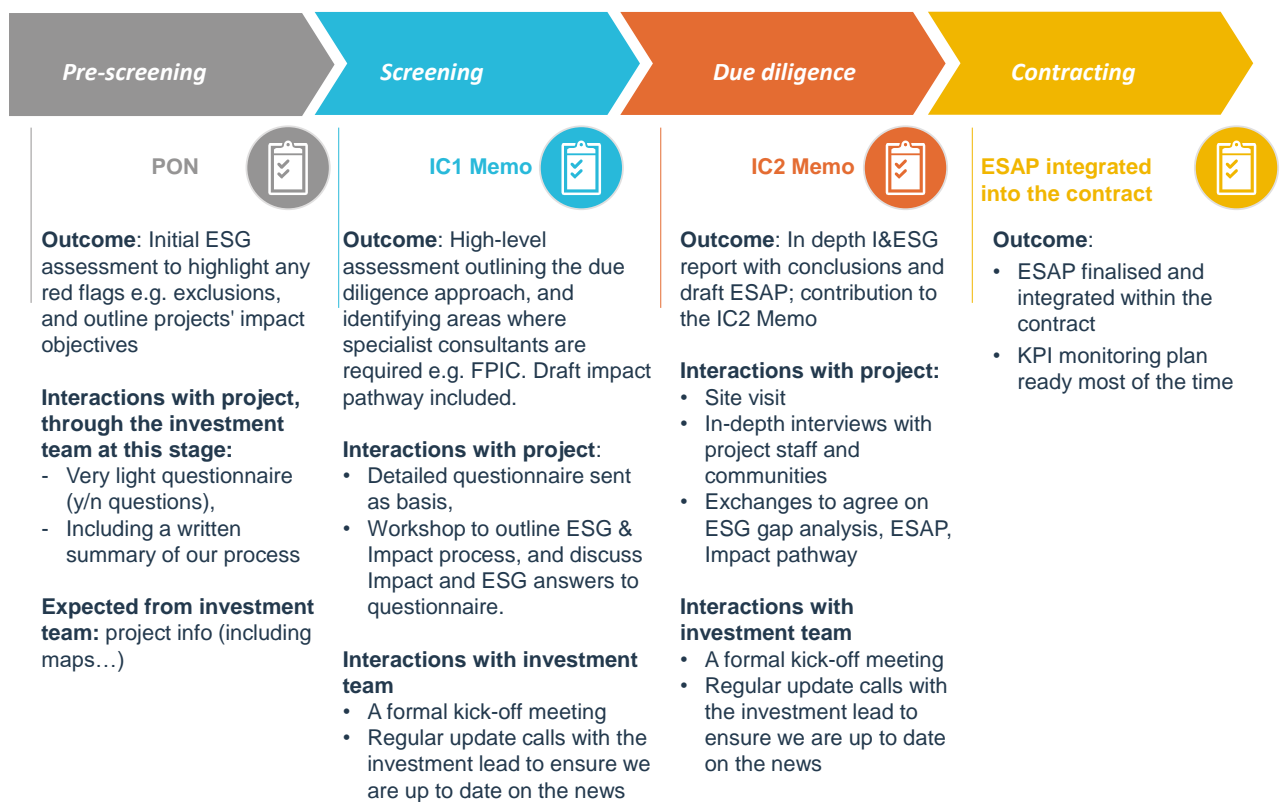 Pre-screening
Screening
Due diligence
Contracting
PON
Outcome: Initial ESG
assessment to highlight any
red flags e.g. exclusions,
and outline projects' impact
objectives
Interactions with project,
through the investment
team at this stage:
- Very light questionnaire
(y/n questions),
- Including a written
summary of our process
Expected from investment
team: project info (including
maps…)
IC1 Memo
Outcome: High-level
assessment outlining the due
diligence approach, and
identifying areas where
specialist consultants are
required e.g. FPIC. Draft impact
pathway included.
Interactions with project:
• Detailed questionnaire sent
as basis,
• Workshop to outline ESG &
Impact process, and discuss
Impact and ESG answers to
questionnaire.
Interactions with investment
team
• A formal kick-off meeting
• Regular update calls with the
investment lead to ensure we
are up to date on the news
IC2 Memo
Outcome: In depth I&ESG
report with conclusions and
draft ESAP; contribution to
the IC2 Memo
Interactions with project:
• Site visit
• In-depth interviews with
project staff and
communities
• Exchanges to agree on
ESG gap analysis, ESAP,
Impact pathway
Interactions with
investment team
• A formal kick-off meeting
• Regular update calls with
the investment lead to
ensure we are up to date
on the news
ESAP integrated
into the contract
Outcome:
• ESAP finalised and
integrated within the
contract
• KPI monitoring plan
ready most of the time